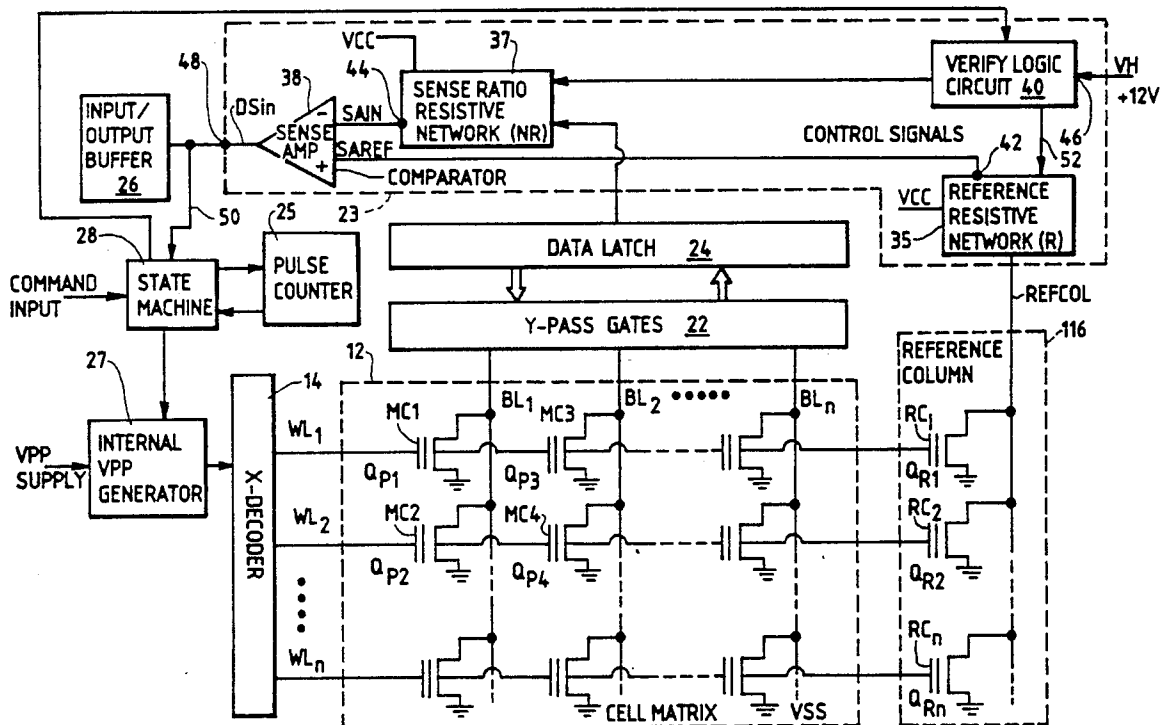 37
VCC
48
38
44
INPUT/
OUTPUT
BUFFER
26
DSin
SENSE
AMP
-
+
SAIN
SAREF
SENSE RATIO
RESISTIVE
NETWORK (NR)
VERIFY LOGIC
CIRCUIT 40
VH
+12V
CONTROL SIGNALS
46
52
42
COMPARATOR
VCC
35
REFERENCE
RESISTIVE
NETWORK (R)
50
23
25
28
STATE
MACHINE
PULSE
COUNTER
COMMAND
INPUT
DATA LATCH 24
Y-PASS GATES 22
REFCOL
116
27
14
12
REFERENCE
COLUMN
VPP
SUPPLY
INTERNAL
VPP
GENERATOR
X-DECODER
WL1
MC1
BL1
MC3
BL2
BLn
RC1
QP1
QP3
QR1
WL2
MC2
MC4
RC2
QP2
QP4
QR2
WLn
RCn
QRn
CELL MATRIX
VSS